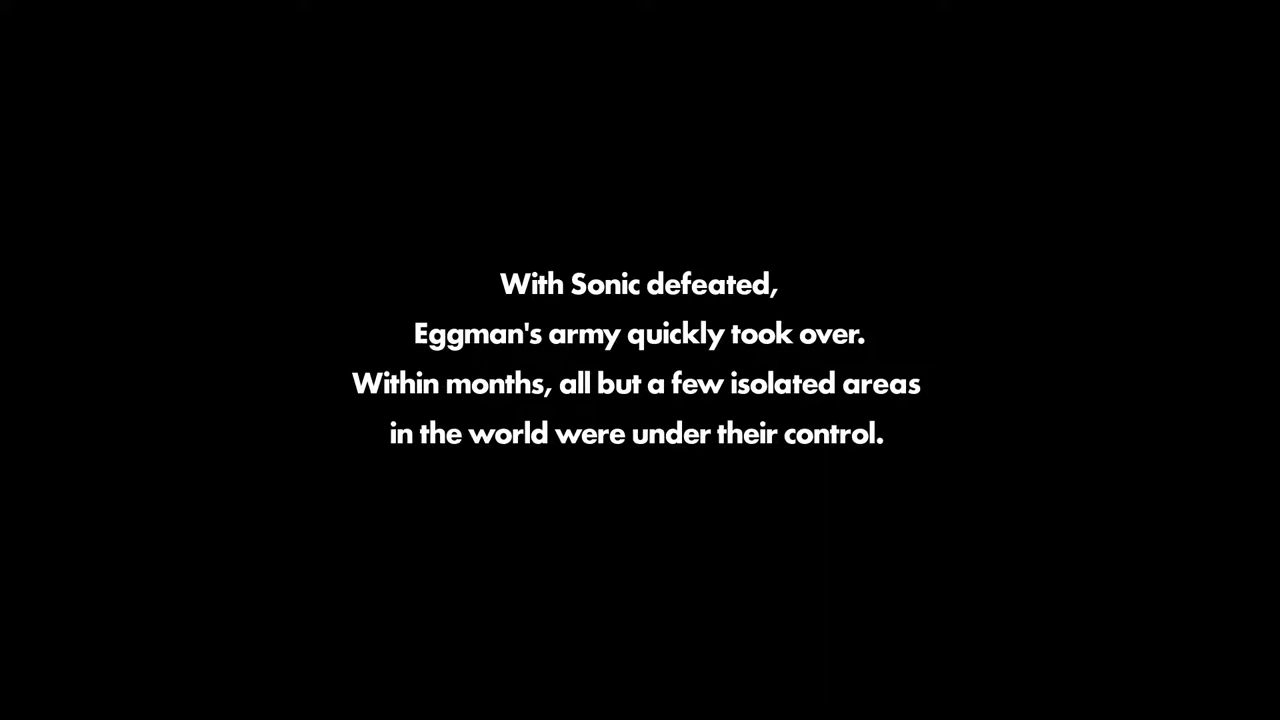 With Sonic defeated,
Eggman's army quickly took over.
Within months, all but a few isolated areas
in the world were under their control.